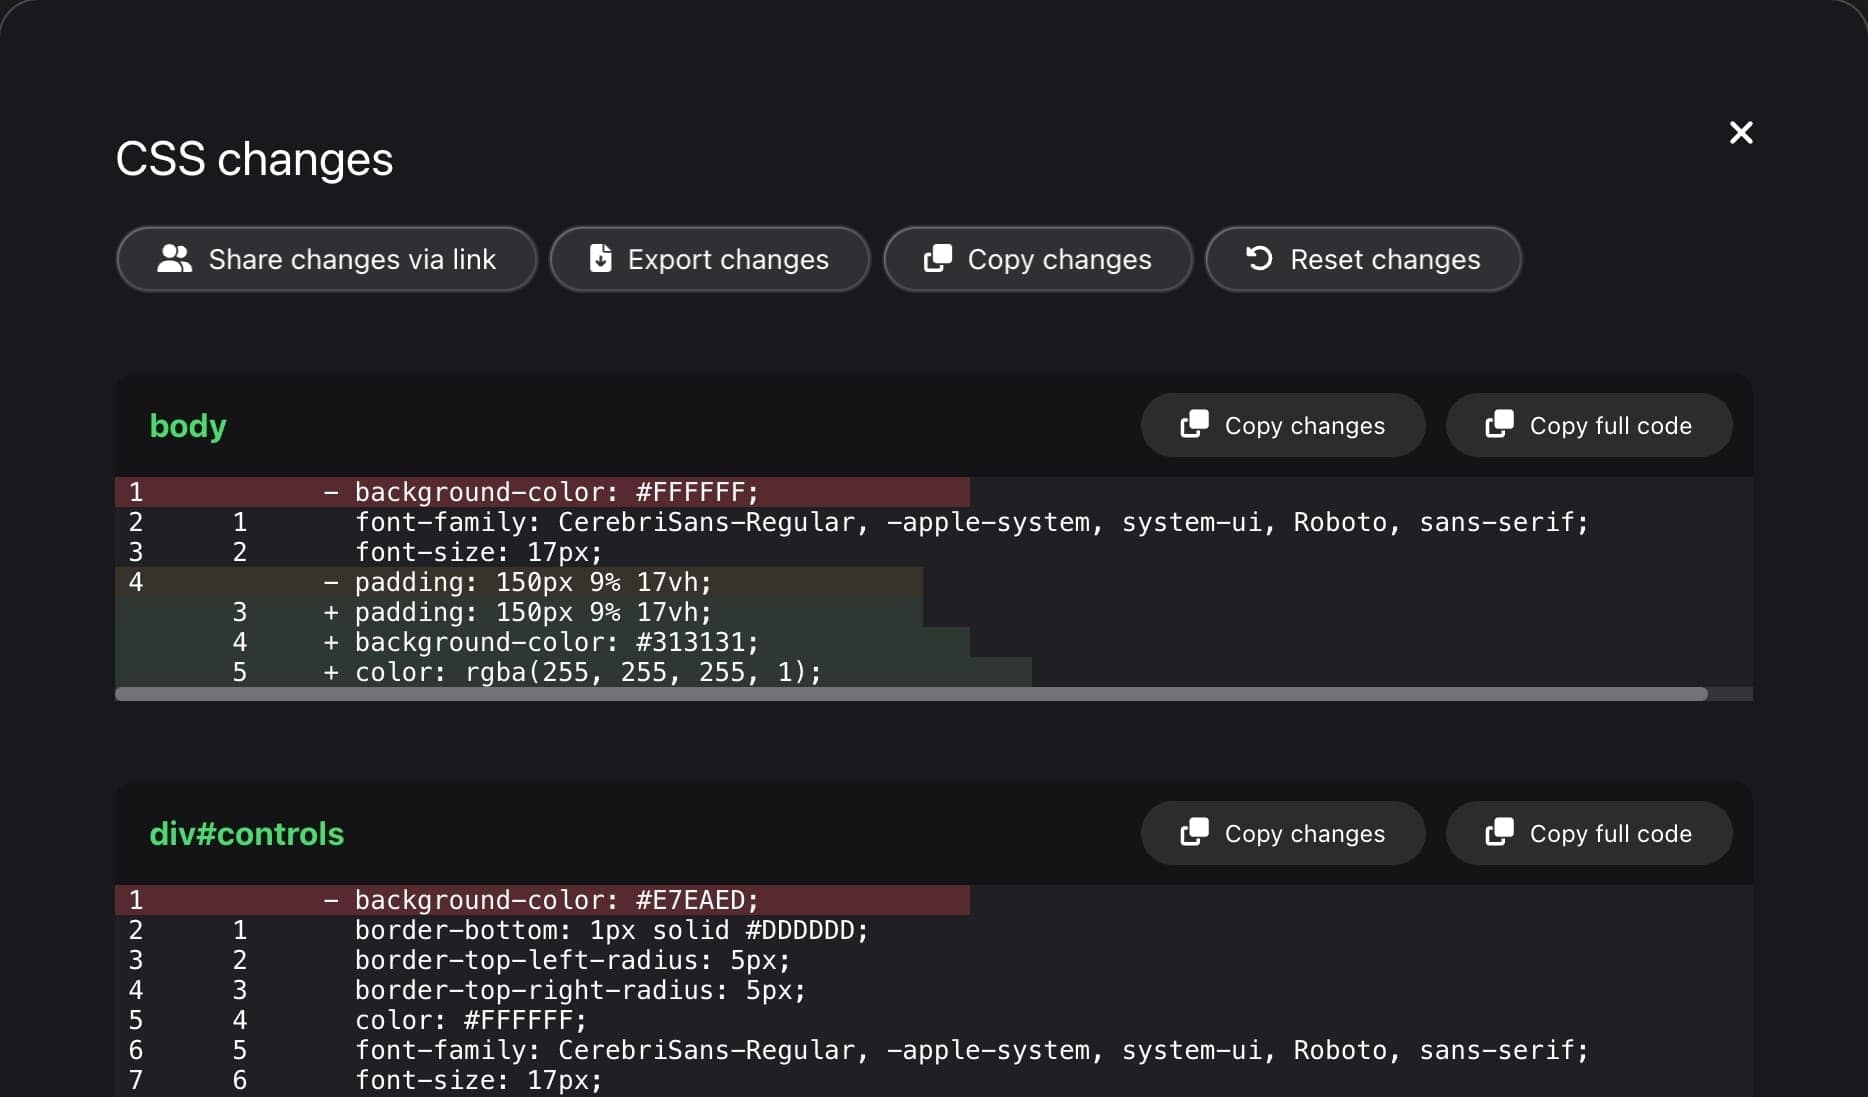 CSS changes
Share changes via link
Export changes
Copy changes
Reset changes
body
Copy changes
Copy full code
1 - background-color: #FFFFFF;
2 1 font-family: CerebriSans-Regular, -apple-system, system-ui, Roboto, sans-serif;
3 2 font-size: 17px;
4 - padding: 150px 9% 17vh;
3 + padding: 150px 9% 17vh;
4 + background-color: #313131;
5 + color: rgba(255, 255, 255, 1);
div#controls
Copy changes
Copy full code
1 - background-color: #E7EAED;
2 1 border-bottom: 1px solid #DDDDDD;
3 2 border-top-left-radius: 5px;
4 3 border-top-right-radius: 5px;
5 4 color: #FFFFFF;
6 5 font-family: CerebriSans-Regular, -apple-system, system-ui, Roboto, sans-serif;
7 6 font-size: 17px;